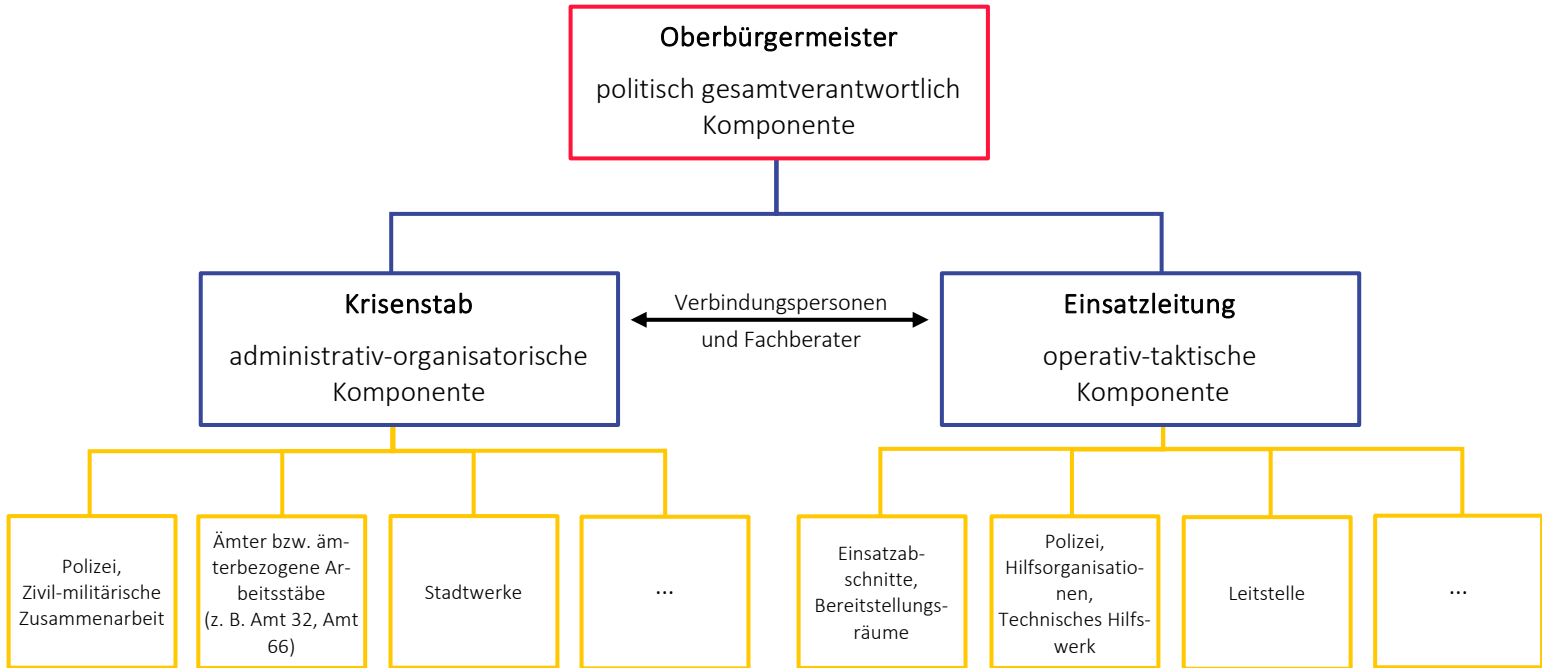 Oberbürgermeister
politisch gesamtverantwortlich
Komponente
Krisenstab
administrativ-organisatorische
Komponente
Verbindungspersonen
und Fachberater
Einsatzleitung
operativ-taktische
Komponente
Polizei,
Zivil-militärische
Zusammenarbeit
Ämter bzw. äm-
terbezogene Ar-
beitsstäbe
(z. B. Amt 32, Amt
66)
Stadtwerke
...
Einsatzab-
schnitte,
Bereitstellungs-
räume
Polizei,
Hilfsorganisatio-
nen,
Technisches Hilfs-
werk
Leitstelle
...